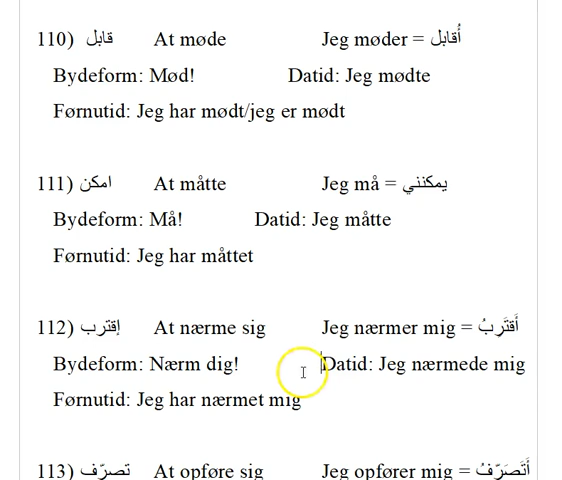 110) قابل At møde Jeg møder = أُقابل
Bydeform: Mød! Datid: Jeg mødte
Førnutid: Jeg har mødt/jeg er mødt
111) امكن At måtte Jeg må = يمكنني
Bydeform: Må! Datid: Jeg måtte
Førnutid: Jeg har måttet
112) إقترب At nærme sig Jeg nærmer mig = أَقتَرِبُ
Bydeform: Nærm dig! Datid: Jeg nærmede mig
Førnutid: Jeg har nærmet mig
113) تصرّف At opføre sig Jeg opfører mig = أَتَصَرّفُ